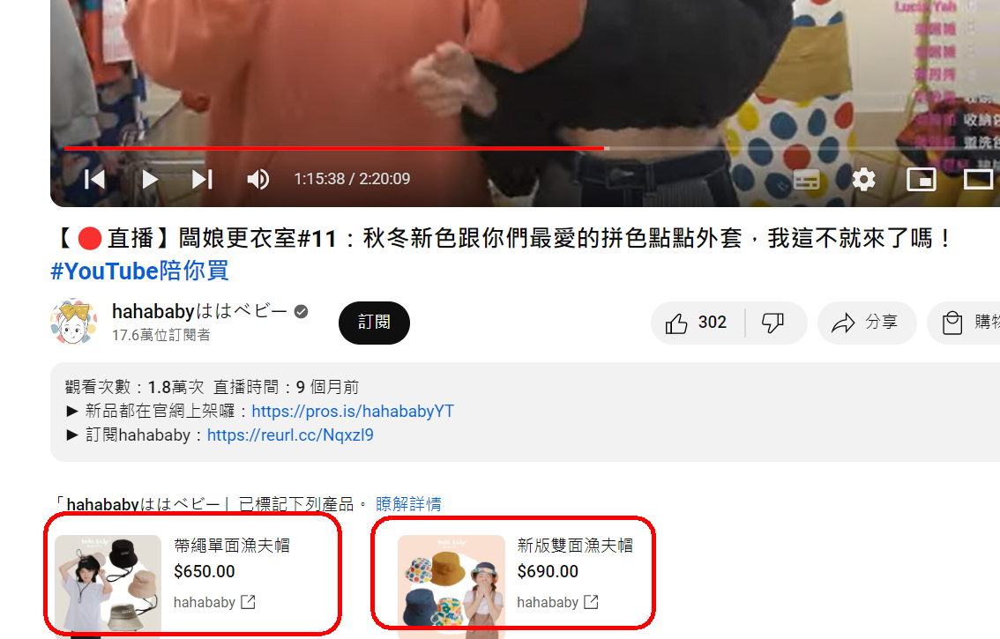 Lucia Yah
收納包
還洗衣
1:15:38 / 2:20:09
【🔴直播】闆娘更衣室#11：秋冬新色跟你們最愛的拼色點點外套，我這不就來了嗎！
#YouTube陪你買
hahababyははベビー
17.6萬位訂閱者
訂閱
302
分享
購物
觀看次數：1.8萬次 直播時間：9 個月前
► 新品都在官網上架囉：https://pros.is/hahababyYT
► 訂閱hahababy：https://reurl.cc/Nqxzl9
「hahababyははベビー」已標記下列產品。 瞭解詳情
帶繩單面漁夫帽
$650.00
hahababy
新版雙面漁夫帽
$690.00
hahababy